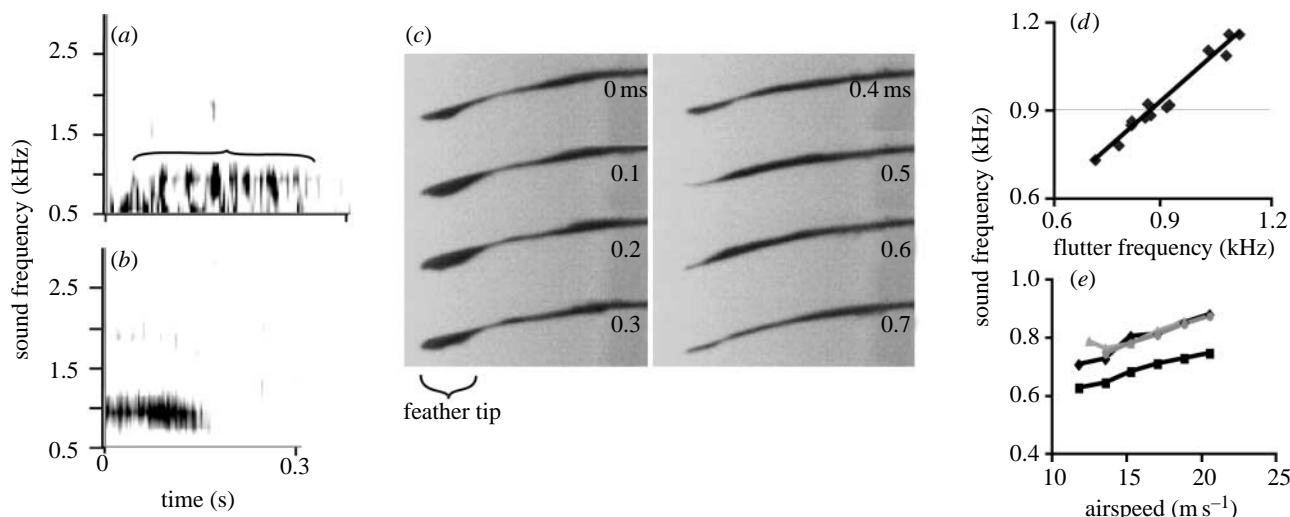 (a)
2.5
1.5
0.5
(b)
2.5
1.5
0.5
0
0.3
time (s)
sound frequency (kHz)
(c)
0 ms
0.1
0.2
0.3
0.4 ms
0.5
0.6
0.7
feather tip
(d)
1.2
0.9
0.6
0.6
0.9
1.2
flutter frequency (kHz)
sound frequency (kHz)
(e)
1.0
0.8
0.6
0.4
10
15
20
25
airspeed (m s–1)